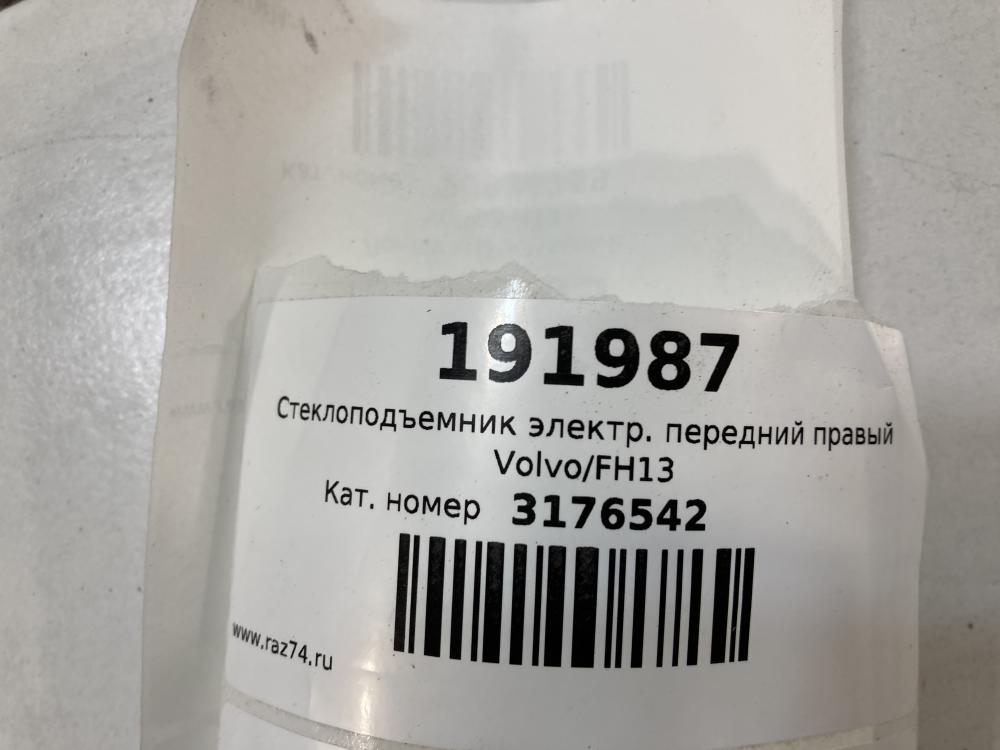 191987
Стеклоподъемник электр. передний правый
Volvo/FH13
Кат. номер 3176542
www.raz74.ru